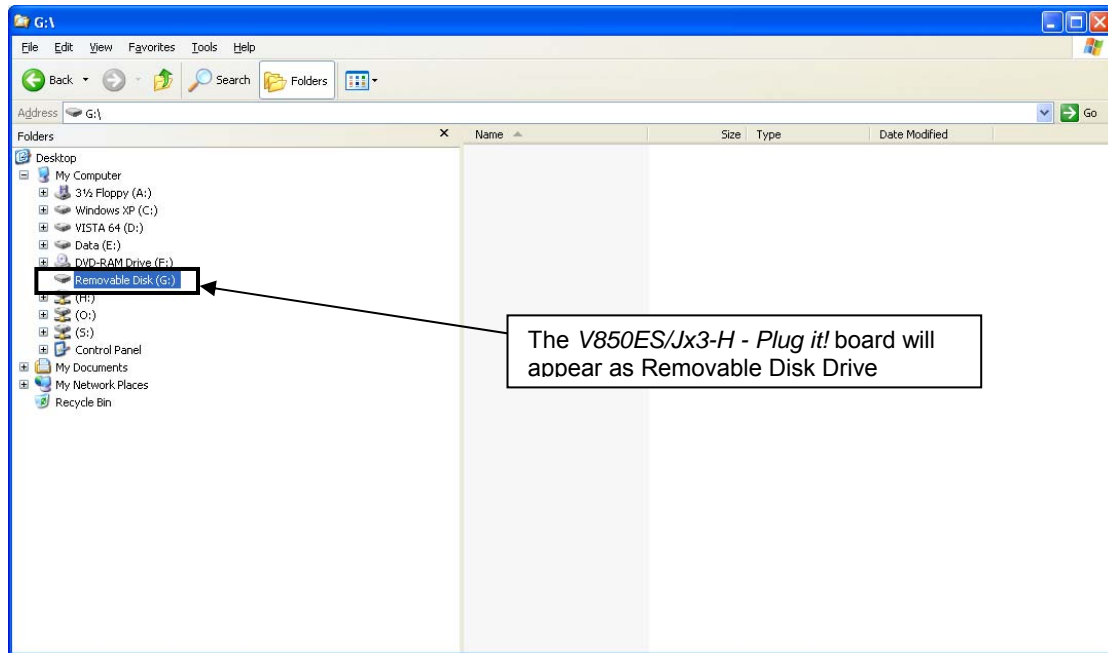 G:\
File Edit View Favorites Tools Help
Back Search Folders
Address G:\ Go
Folders X Name Size Type Date Modified
Desktop
My Computer
3½ Floppy (A:)
Windows XP (C:)
VISTA 64 (D:)
Data (E:)
DVD-RAM Drive (F:)
Removable Disk (G:)
(H:)
(O:)
(S:)
Control Panel
My Documents
My Network Places
Recycle Bin
The V850ES/Jx3-H - Plug it! board will
appear as Removable Disk Drive